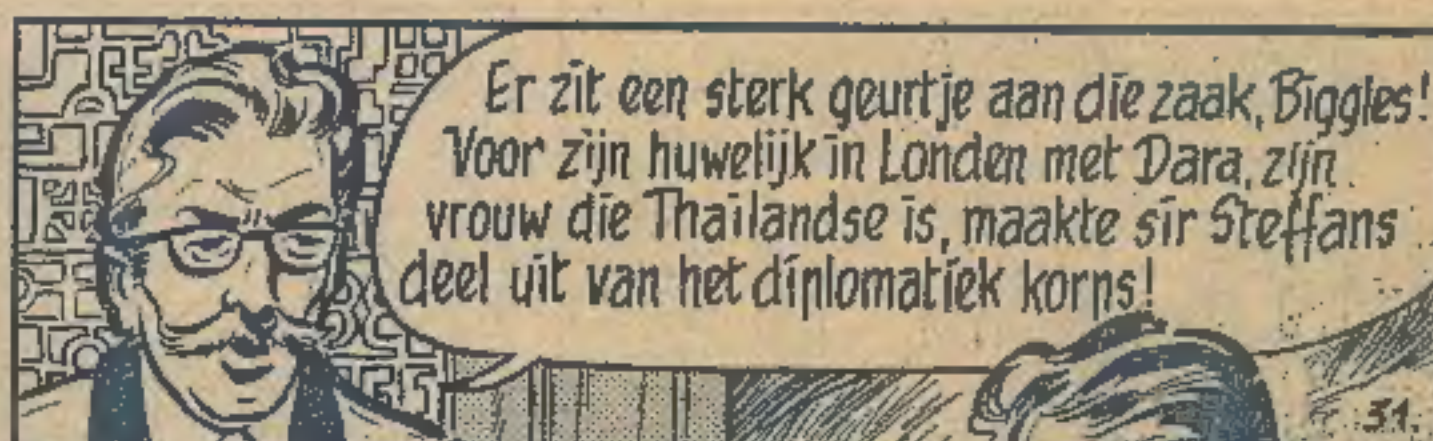 Er zit een sterk geurtje aan die zaak, Biggles!
Voor zijn huwelijk in Londen met Dara, zijn
vrouw die Thailandse is, maakte sir Steffans
deel uit van het diplomatiek korps!
31.